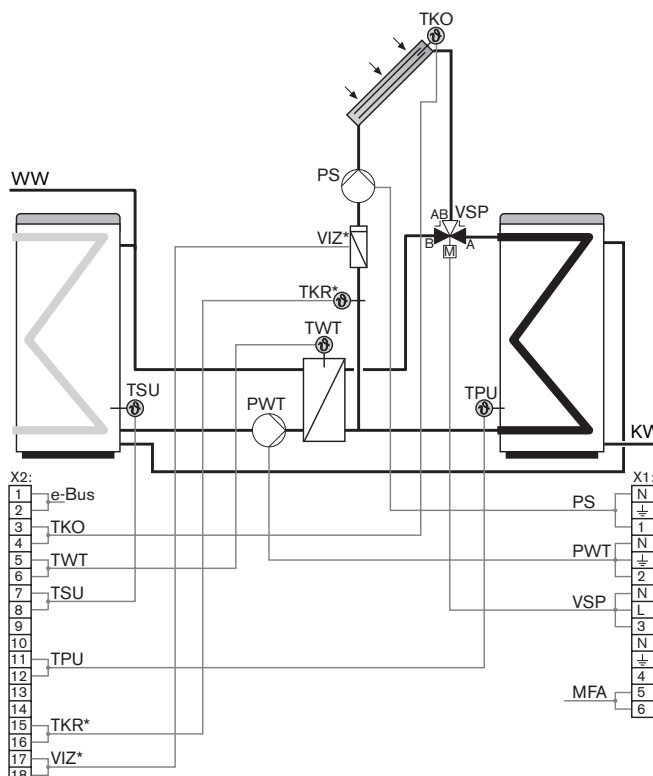 TKO
PS
WW
AB VSP
VIZ*
B A
M
TKR*
TWT
TSU
PWT
TPU
KW
X2:
1 e-Bus
2
3 TKO
4
5 TWT
6
7 TSU
8
9
10
11 TPU
12
13
14
15 TKR*
16
17 VIZ*
18
X1:
PS N
1
PWT N
2
VSP N
L
3
N
4
MFA 5
6